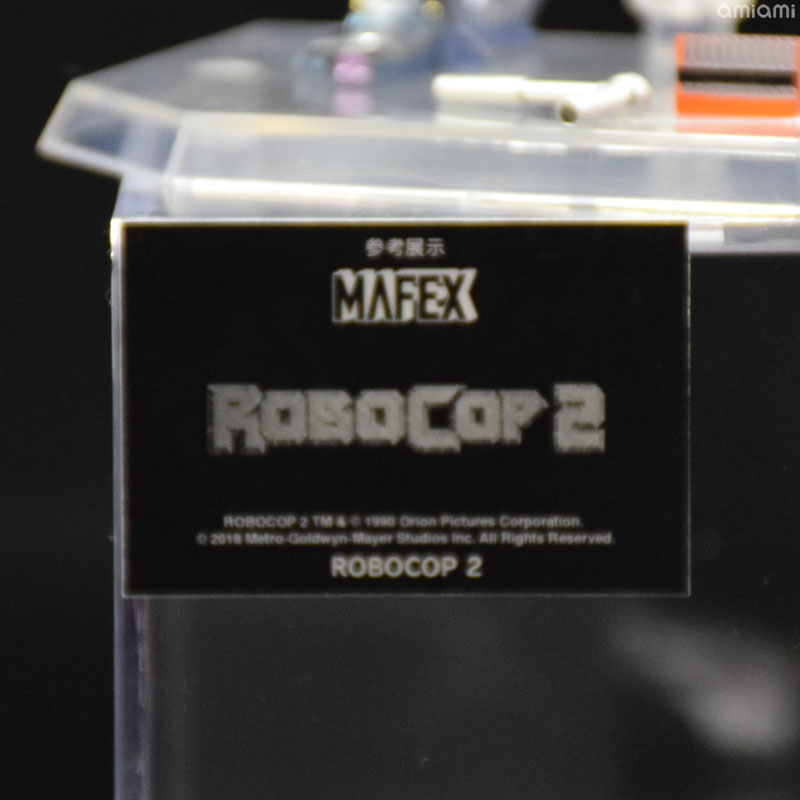 amiami
参考展示
MAFEX
ROBOCOP 2
ROBOCOP 2 TM & © 1990 Orion Pictures Corporation.
© 2018 Metro-Goldwyn-Mayer Studios Inc. All Rights Reserved.
ROBOCOP 2